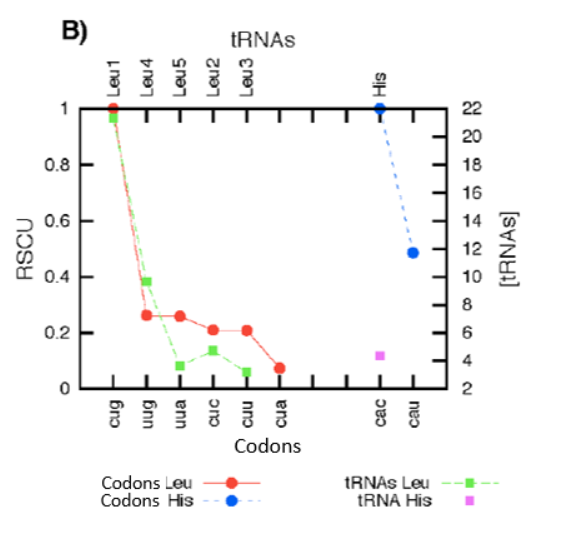 B)
tRNAs
Leu1 Leu4 Leu5 Leu2 Leu3 His
1 22
20
0.8 18
16
0.6 14
12
0.4 10
8
0.2 6
4
0 2
RSCU
[tRNAs]
cug uug uua cuc cuu cua cac cau
Codons
Codons Leu tRNAs Leu
Codons His tRNA His